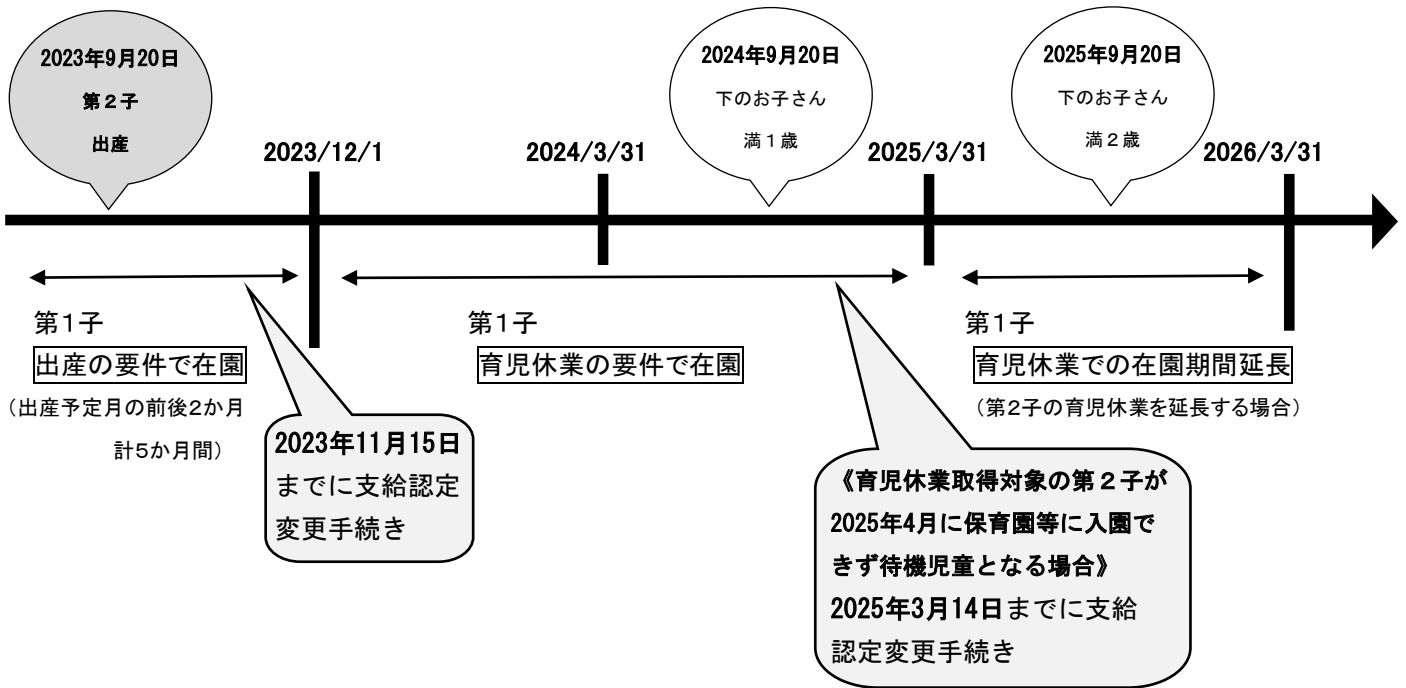 2023年9月20日
第２子
出産
2024年9月20日
下のお子さん
満１歳
2025年9月20日
下のお子さん
満２歳
2023/12/1
2024/3/31
2025/3/31
2026/3/31
第1子
出産の要件で在園
（出産予定月の前後2か月
計5か月間）
第1子
育児休業の要件で在園
第1子
育児休業での在園期間延長
（第2子の育児休業を延長する場合）
2023年11月15日
までに支給認定
変更手続き
《育児休業取得対象の第２子が
2025年4月に保育園等に入園で
きず待機児童となる場合》
2025年3月14日までに支給
認定変更手続き